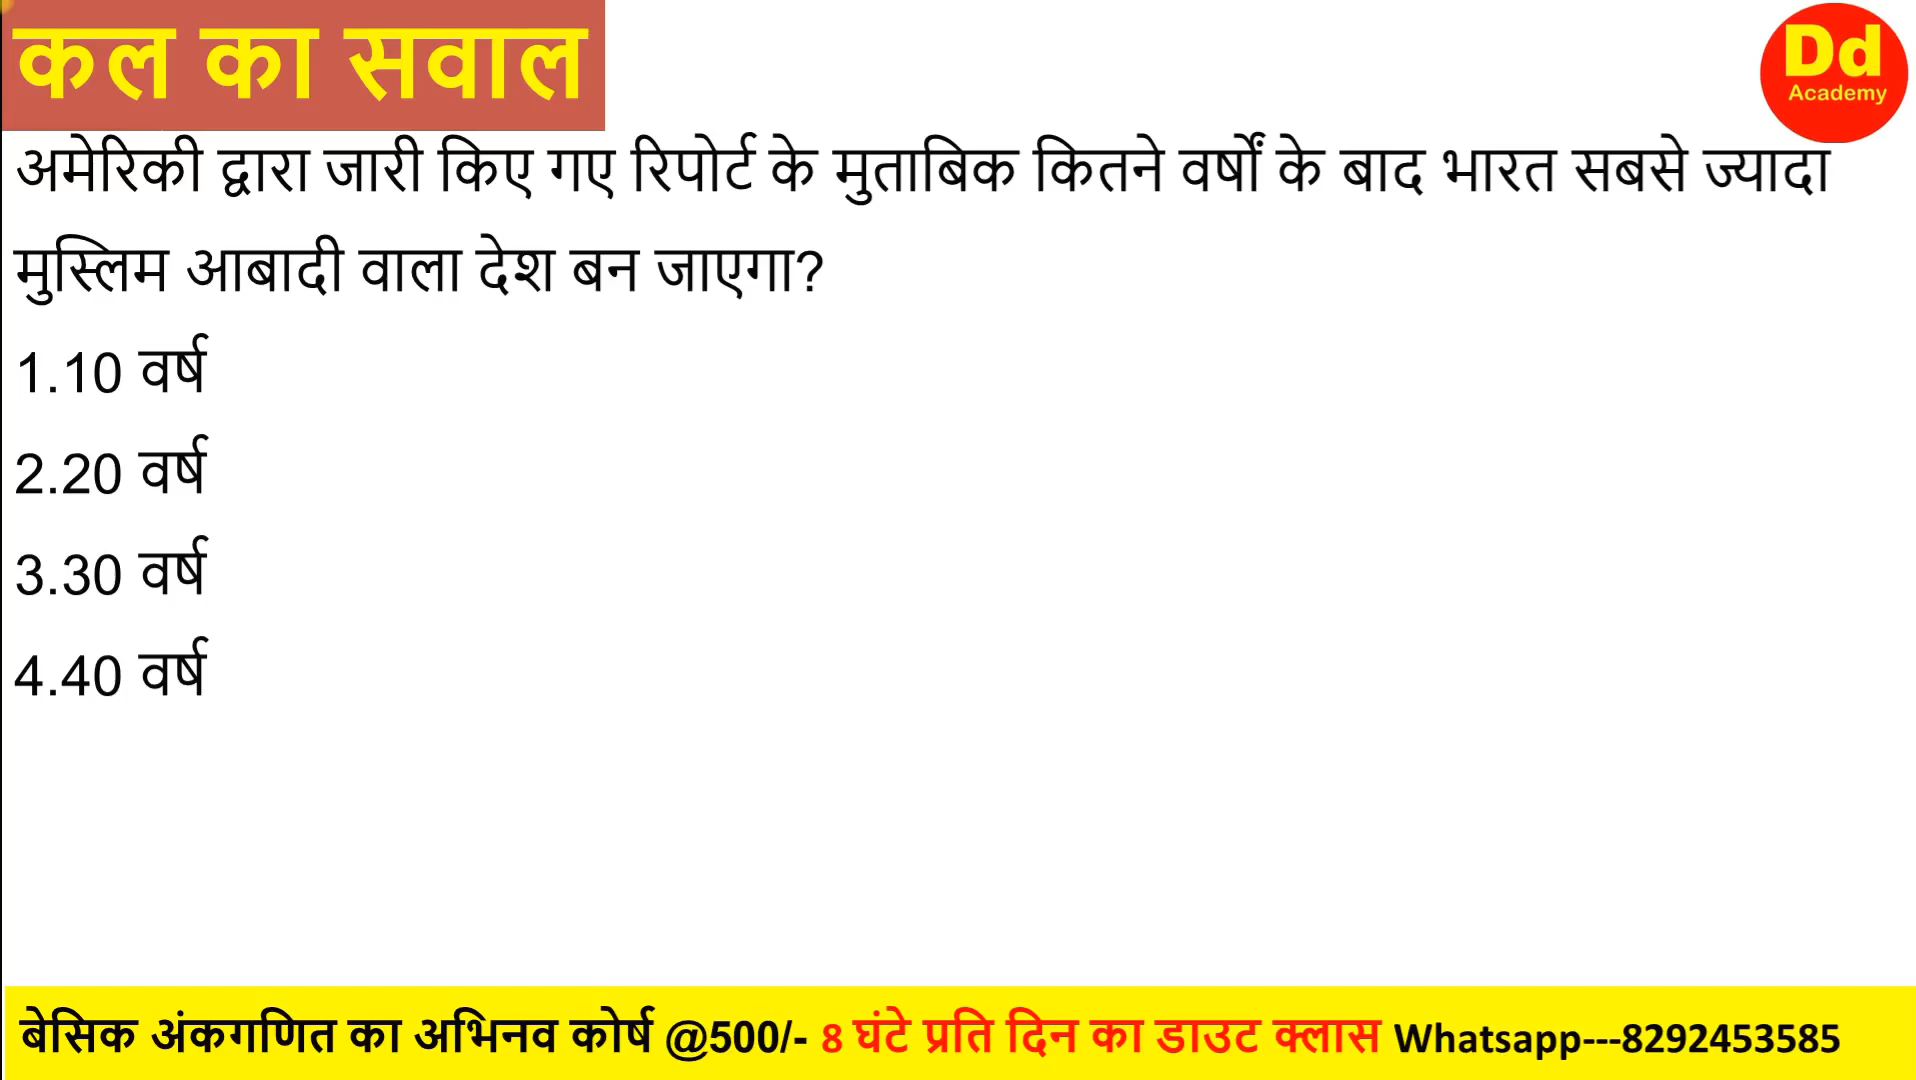 कल का सवाल
Dd
Academy
अमेरिकी द्वारा जारी किए गए रिपोर्ट के मुताबिक कितने वर्षों के बाद भारत सबसे ज्यादा
मुस्लिम आबादी वाला देश बन जाएगा?
1.10 वर्ष
2.20 वर्ष
3.30 वर्ष
4.40 वर्ष
बेसिक अंकगणित का अभिनव कोर्ष @500/- 8 घंटे प्रति दिन का डाउट क्लास Whatsapp---8292453585